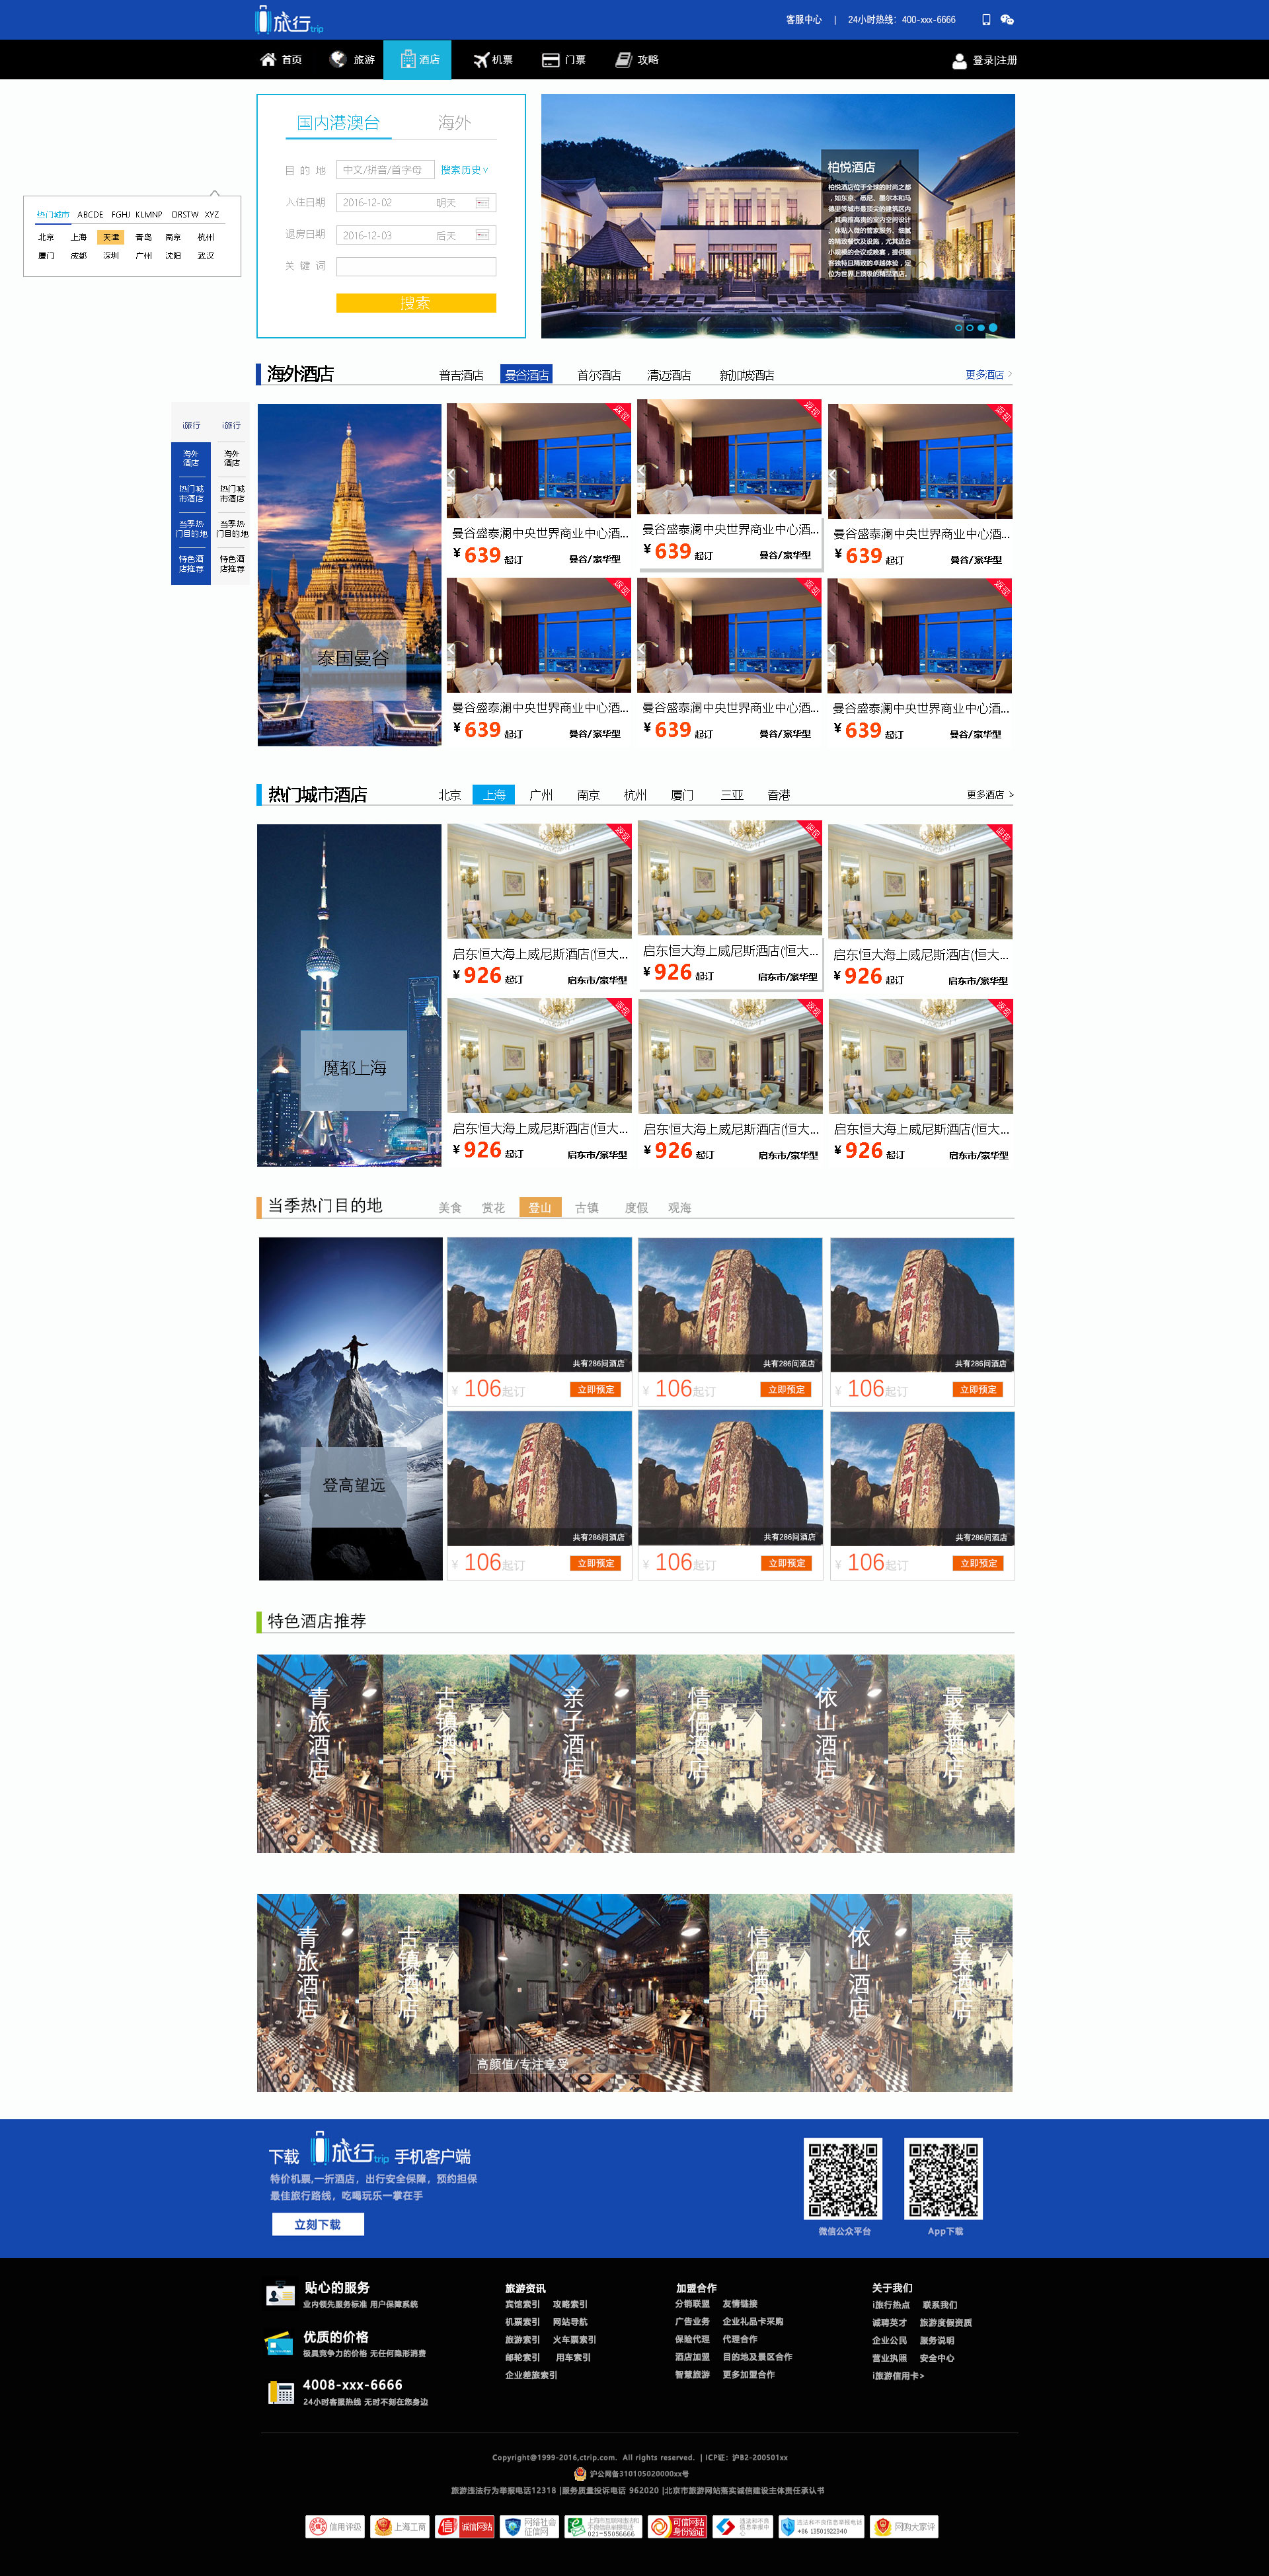 i旅行trip
客服中心 | 24小时热线：400-xxx-6666
首页 旅游 酒店 机票 门票 攻略 登录|注册
国内港澳台 海外
目 的 地 中文/拼音/首字母 搜索历史
入住日期 2016-12-02 明天
退房日期 2016-12-03 后天
关 键 词
搜索
柏悦酒店
柏悦酒店位于全球的时尚之都
，如东京、悉尼、墨尔本和马
德里等城市最顶尖的建筑区内
，其奥推高贵的室内空间设计
、体贴入微的管家服务、细腻
的精致餐饮及设施，尤其适合
小规模的会议或晚宴，提供顾
客独特且精致的卓越体验，定
位为世界上顶级的精品酒店。
热门城市 ABCDE FGHJ KLMNP QRSTW XYZ
北京 上海 天津 青岛 南京 杭州
厦门 成都 深圳 广州 沈阳 武汉
海外酒店 普吉酒店 曼谷酒店 首尔酒店 清迈酒店 新加坡酒店 更多酒店 >
i旅行 i旅行
海外 海外
酒店 酒店
热门城 热门城
市酒店 市酒店
当季热 当季热
门目的地 门目的地
特色酒 特色酒
店推荐 店推荐
泰国曼谷
返现 返现 返现
曼谷盛泰澜中央世界商业中心酒... 曼谷盛泰澜中央世界商业中心酒... 曼谷盛泰澜中央世界商业中心酒...
¥ 639 起订 曼谷/豪华型 ¥ 639 起订 曼谷/豪华型 ¥ 639 起订 曼谷/豪华型
返现 返现 返现
曼谷盛泰澜中央世界商业中心酒... 曼谷盛泰澜中央世界商业中心酒... 曼谷盛泰澜中央世界商业中心酒...
¥ 639 起订 曼谷/豪华型 ¥ 639 起订 曼谷/豪华型 ¥ 639 起订 曼谷/豪华型
热门城市酒店 北京 上海 广州 南京 杭州 厦门 三亚 香港 更多酒店 >
魔都上海
返现 返现 返现
启东恒大海上威尼斯酒店(恒大... 启东恒大海上威尼斯酒店(恒大... 启东恒大海上威尼斯酒店(恒大...
¥ 926 起订 启东市/豪华型 ¥ 926 起订 启东市/豪华型 ¥ 926 起订 启东市/豪华型
返现 返现 返现
启东恒大海上威尼斯酒店(恒大... 启东恒大海上威尼斯酒店(恒大... 启东恒大海上威尼斯酒店(恒大...
¥ 926 起订 启东市/豪华型 ¥ 926 起订 启东市/豪华型 ¥ 926 起订 启东市/豪华型
当季热门目的地 美食 赏花 登山 古镇 度假 观海
登高望远
五嶽獨尊 五嶽獨尊 五嶽獨尊
共有286间酒店 共有286间酒店 共有286间酒店
¥ 106起订 立即预定 ¥ 106起订 立即预定 ¥ 106起订 立即预定
五嶽獨尊 五嶽獨尊 五嶽獨尊
共有286间酒店 共有286间酒店 共有286间酒店
¥ 106起订 立即预定 ¥ 106起订 立即预定 ¥ 106起订 立即预定
特色酒店推荐
青旅酒店 古镇酒店 亲子酒店 情侣酒店 依山酒店 最美酒店
青旅酒店 古镇酒店 情侣酒店 依山酒店 最美酒店
高颜值/专注享受
下载 i旅行trip 手机客户端
特价机票,一折酒店，出行安全保障，预约担保
最佳旅行路线，吃喝玩乐一掌在手
立刻下载
微信公众平台 App下载
贴心的服务
业内领先服务标准 用户保障系统
优质的价格
极具竞争力的价格 无任何隐形消费
4008-xxx-6666
24小时客服热线 无时不刻在您身边
旅游资讯
宾馆索引 攻略索引
机票索引 网站导航
旅游索引 火车票索引
邮轮索引 用车索引
企业差旅索引
加盟合作
分销联盟 友情链接
广告业务 企业礼品卡采购
保险代理 代理合作
酒店加盟 目的地及景区合作
智慧旅游 更多加盟合作
关于我们
i旅行热点 联系我们
诚聘英才 旅游度假资质
企业公民 服务说明
营业执照 安全中心
i旅游信用卡>
Copyright@1999-2016,ctrip.com. All rights reserved. | ICP证：沪B2-200501xx
沪公网备310105020000xx号
旅游违法行为举报电话12318 |服务质量投诉电话 962020 |北京市旅游网站落实诚信建设主体责任承认书
信用评级 上海工商 诚信网站 网络社会征信网 021-55056666 可信网站身份验证 违法和不良信息举报中心 违法和不良信息举报电话 +86 13501922340 网购大家评